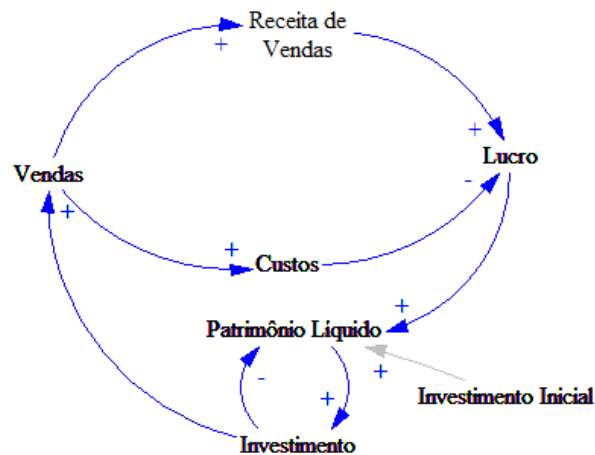 Receita de
Vendas
+
+
Lucro
-
Vendas
+
+
Custos
+
Patrimônio Líquido
-
+
+
Investimento Inicial
Investimento